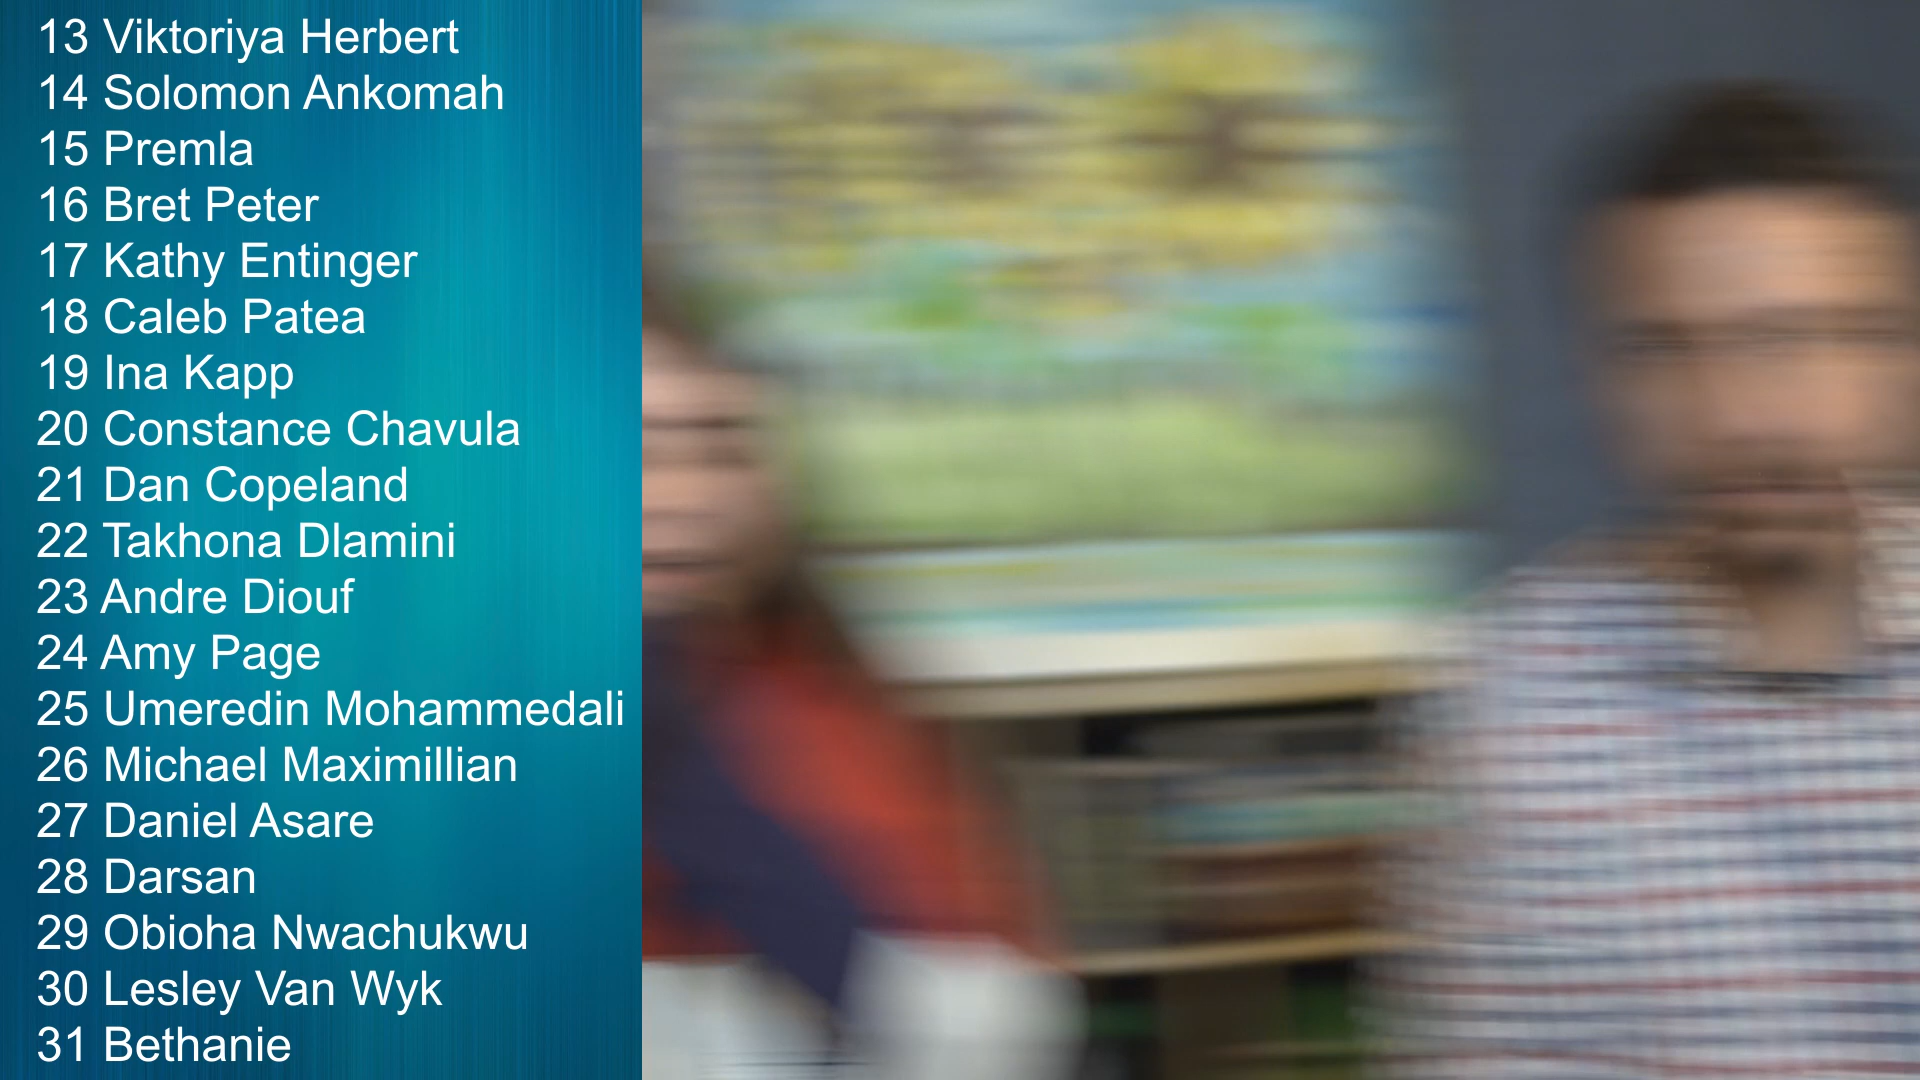 13 Viktoriya Herbert
14 Solomon Ankomah
15 Premla
16 Bret Peter
17 Kathy Entinger
18 Caleb Patea
19 Ina Kapp
20 Constance Chavula
21 Dan Copeland
22 Takhona Dlamini
23 Andre Diouf
24 Amy Page
25 Umeredin Mohammedali
26 Michael Maximillian
27 Daniel Asare
28 Darsan
29 Obioha Nwachukwu
30 Lesley Van Wyk
31 Bethanie